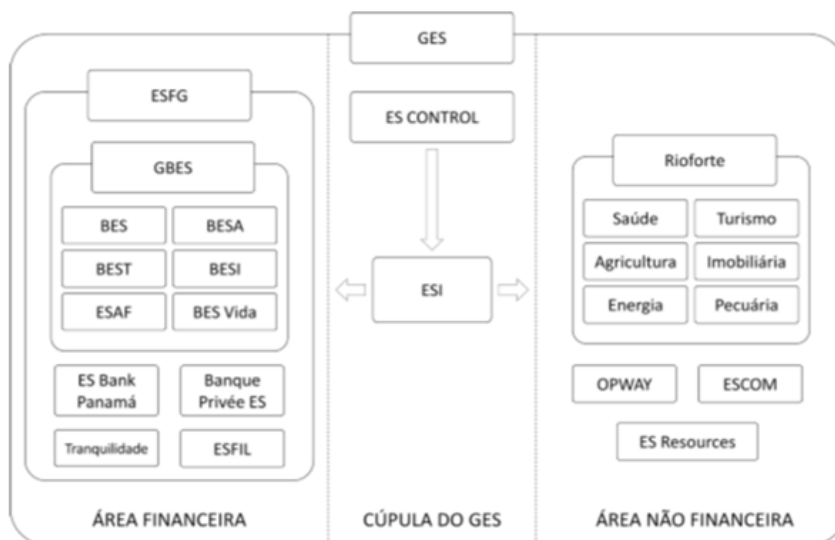 GES
ESFG
GBES
BES
BESA
BEST
BESI
ESAF
BES Vida
ES Bank
Panamá
Banque
Privée ES
Tranquilidade
ESFIL
ÁREA FINANCEIRA
ES CONTROL
ESI
CÚPULA DO GES
Rioforte
Saúde
Turismo
Agricultura
Imobiliária
Energia
Pecuária
OPWAY
ESCOM
ES Resources
ÁREA NÃO FINANCEIRA